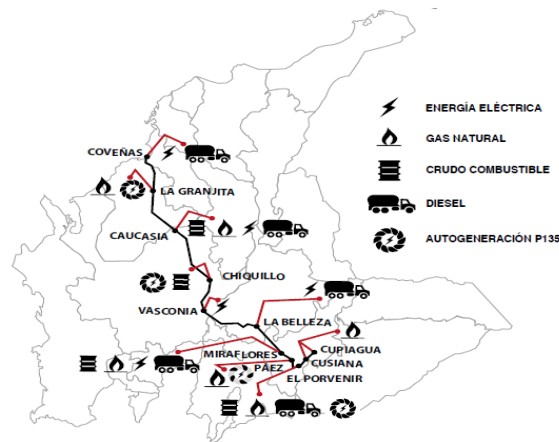 ENERGÍA ELÉCTRICA
GAS NATURAL
CRUDO COMBUSTIBLE
DIESEL
AUTOGENERACIÓN P135
COVEÑAS
LA GRANJITA
CAUCASIA
CHIQUILLO
VASCONIA
LA BELLEZA
MIRAFLORES
CUPIAGUA
CUSIANA
PÁEZ
EL PORVENIR